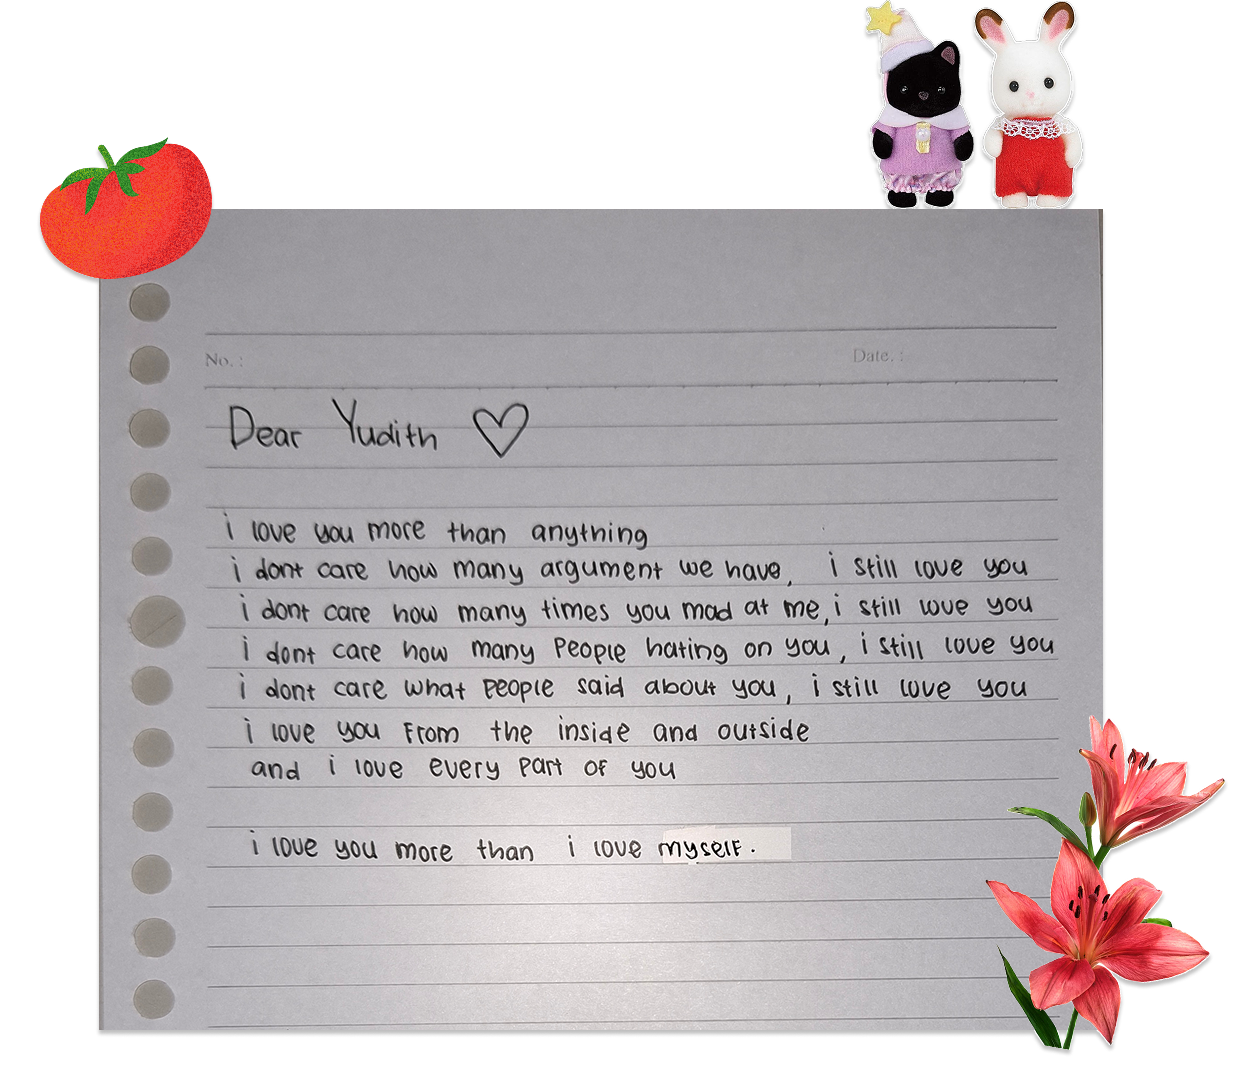 No. :
Date. :
Dear Yudith ♡
i love you more than anything
i dont care how many argument we have, i still love you
i dont care how many times you mad at me, i still love you
i dont care how many people hating on you, i still love you
i dont care what people said about you, i still love you
i love you from the inside and outside
and i love every part of you
i love you more than i love myself.